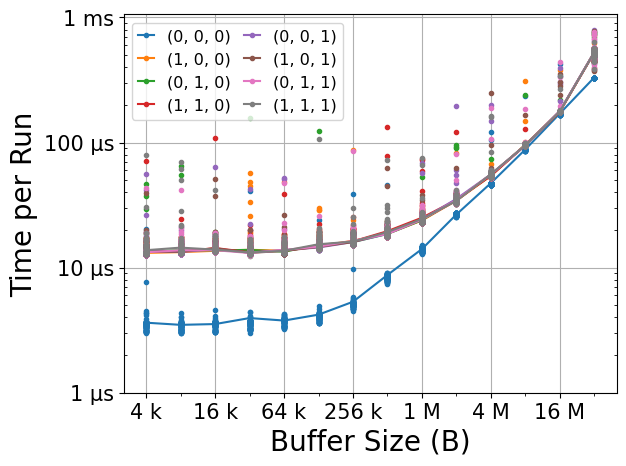 1 ms
100 µs
10 µs
1 µs
Time per Run
(0, 0, 0)
(1, 0, 0)
(0, 1, 0)
(1, 1, 0)
(0, 0, 1)
(1, 0, 1)
(0, 1, 1)
(1, 1, 1)
4 k 16 k 64 k 256 k 1 M 4 M 16 M
Buffer Size (B)